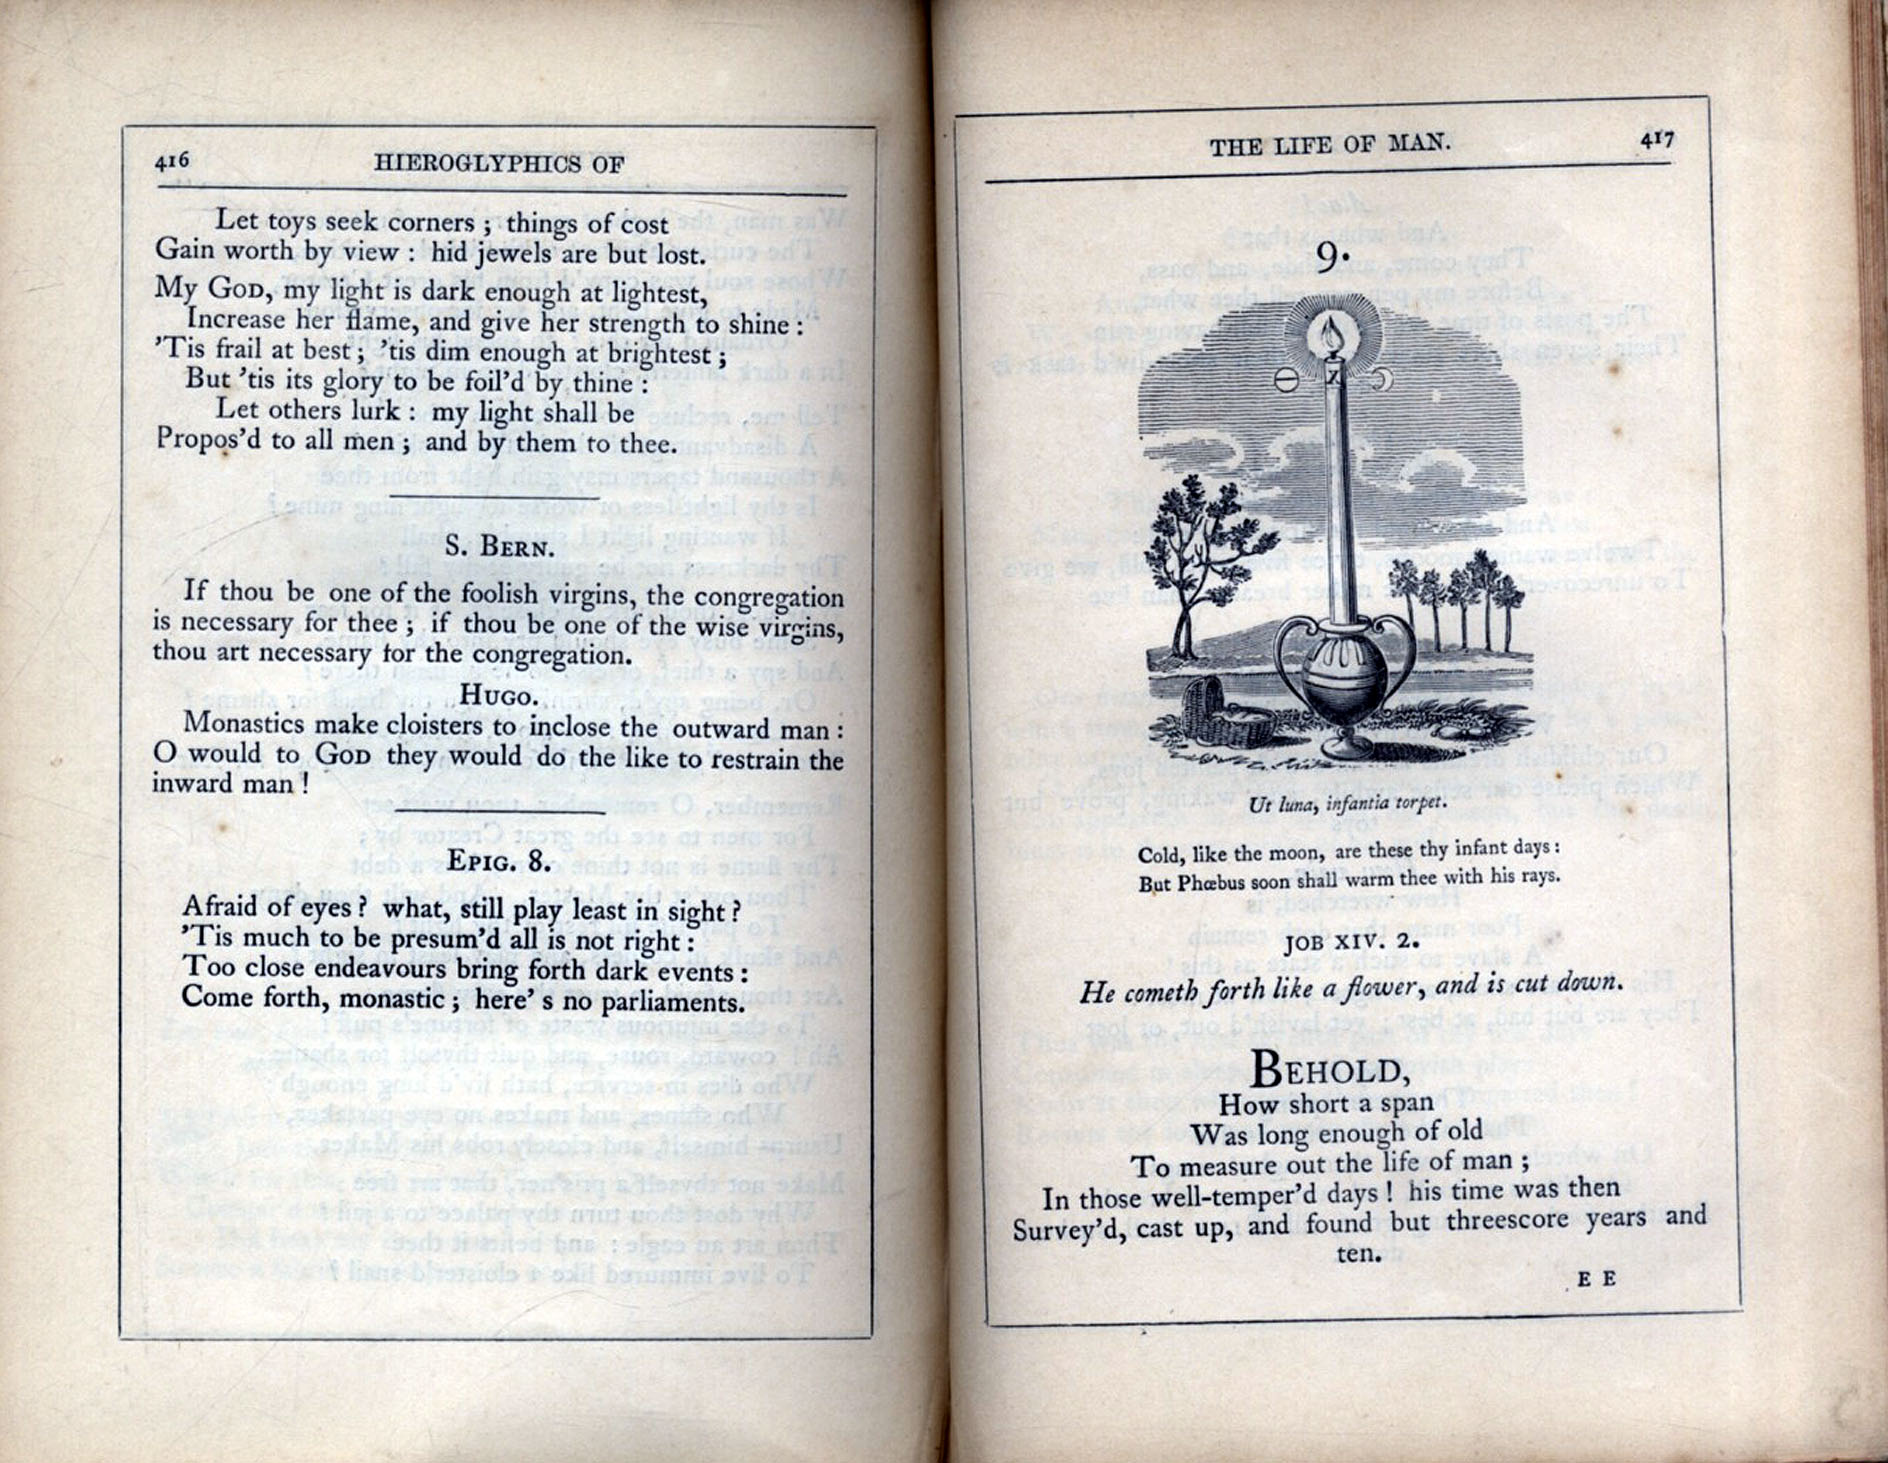 416
HIEROGLYPHICS OF
Let toys seek corners ; things of cost
Gain worth by view : hid jewels are but lost.
My GOD, my light is dark enough at lightest,
Increase her flame, and give her strength to shine :
’Tis frail at best ; ’tis dim enough at brightest ;
But ’tis its glory to be foil’d by thine :
Let others lurk : my light shall be
Propos’d to all men ; and by them to thee.
S. BERN.
If thou be one of the foolish virgins, the congregation
is necessary for thee ; if thou be one of the wise virgins,
thou art necessary for the congregation.
HUGO.
Monastics make cloisters to inclose the outward man :
O would to GOD they would do the like to restrain the
inward man !
EPIG. 8.
Afraid of eyes ? what, still play least in sight ?
’Tis much to be presum’d all is not right :
Too close endeavours bring forth dark events :
Come forth, monastic ; here’ s no parliaments.
THE LIFE OF MAN.
417
9.
X
Ut luna, infantia torpet.
Cold, like the moon, are these thy infant days :
But Phœbus soon shall warm thee with his rays.
JOB XIV. 2.
He cometh forth like a flower, and is cut down.
BEHOLD,
How short a span
Was long enough of old
To measure out the life of man ;
In those well-temper’d days ! his time was then
Survey’d, cast up, and found but threescore years and
ten.
E E